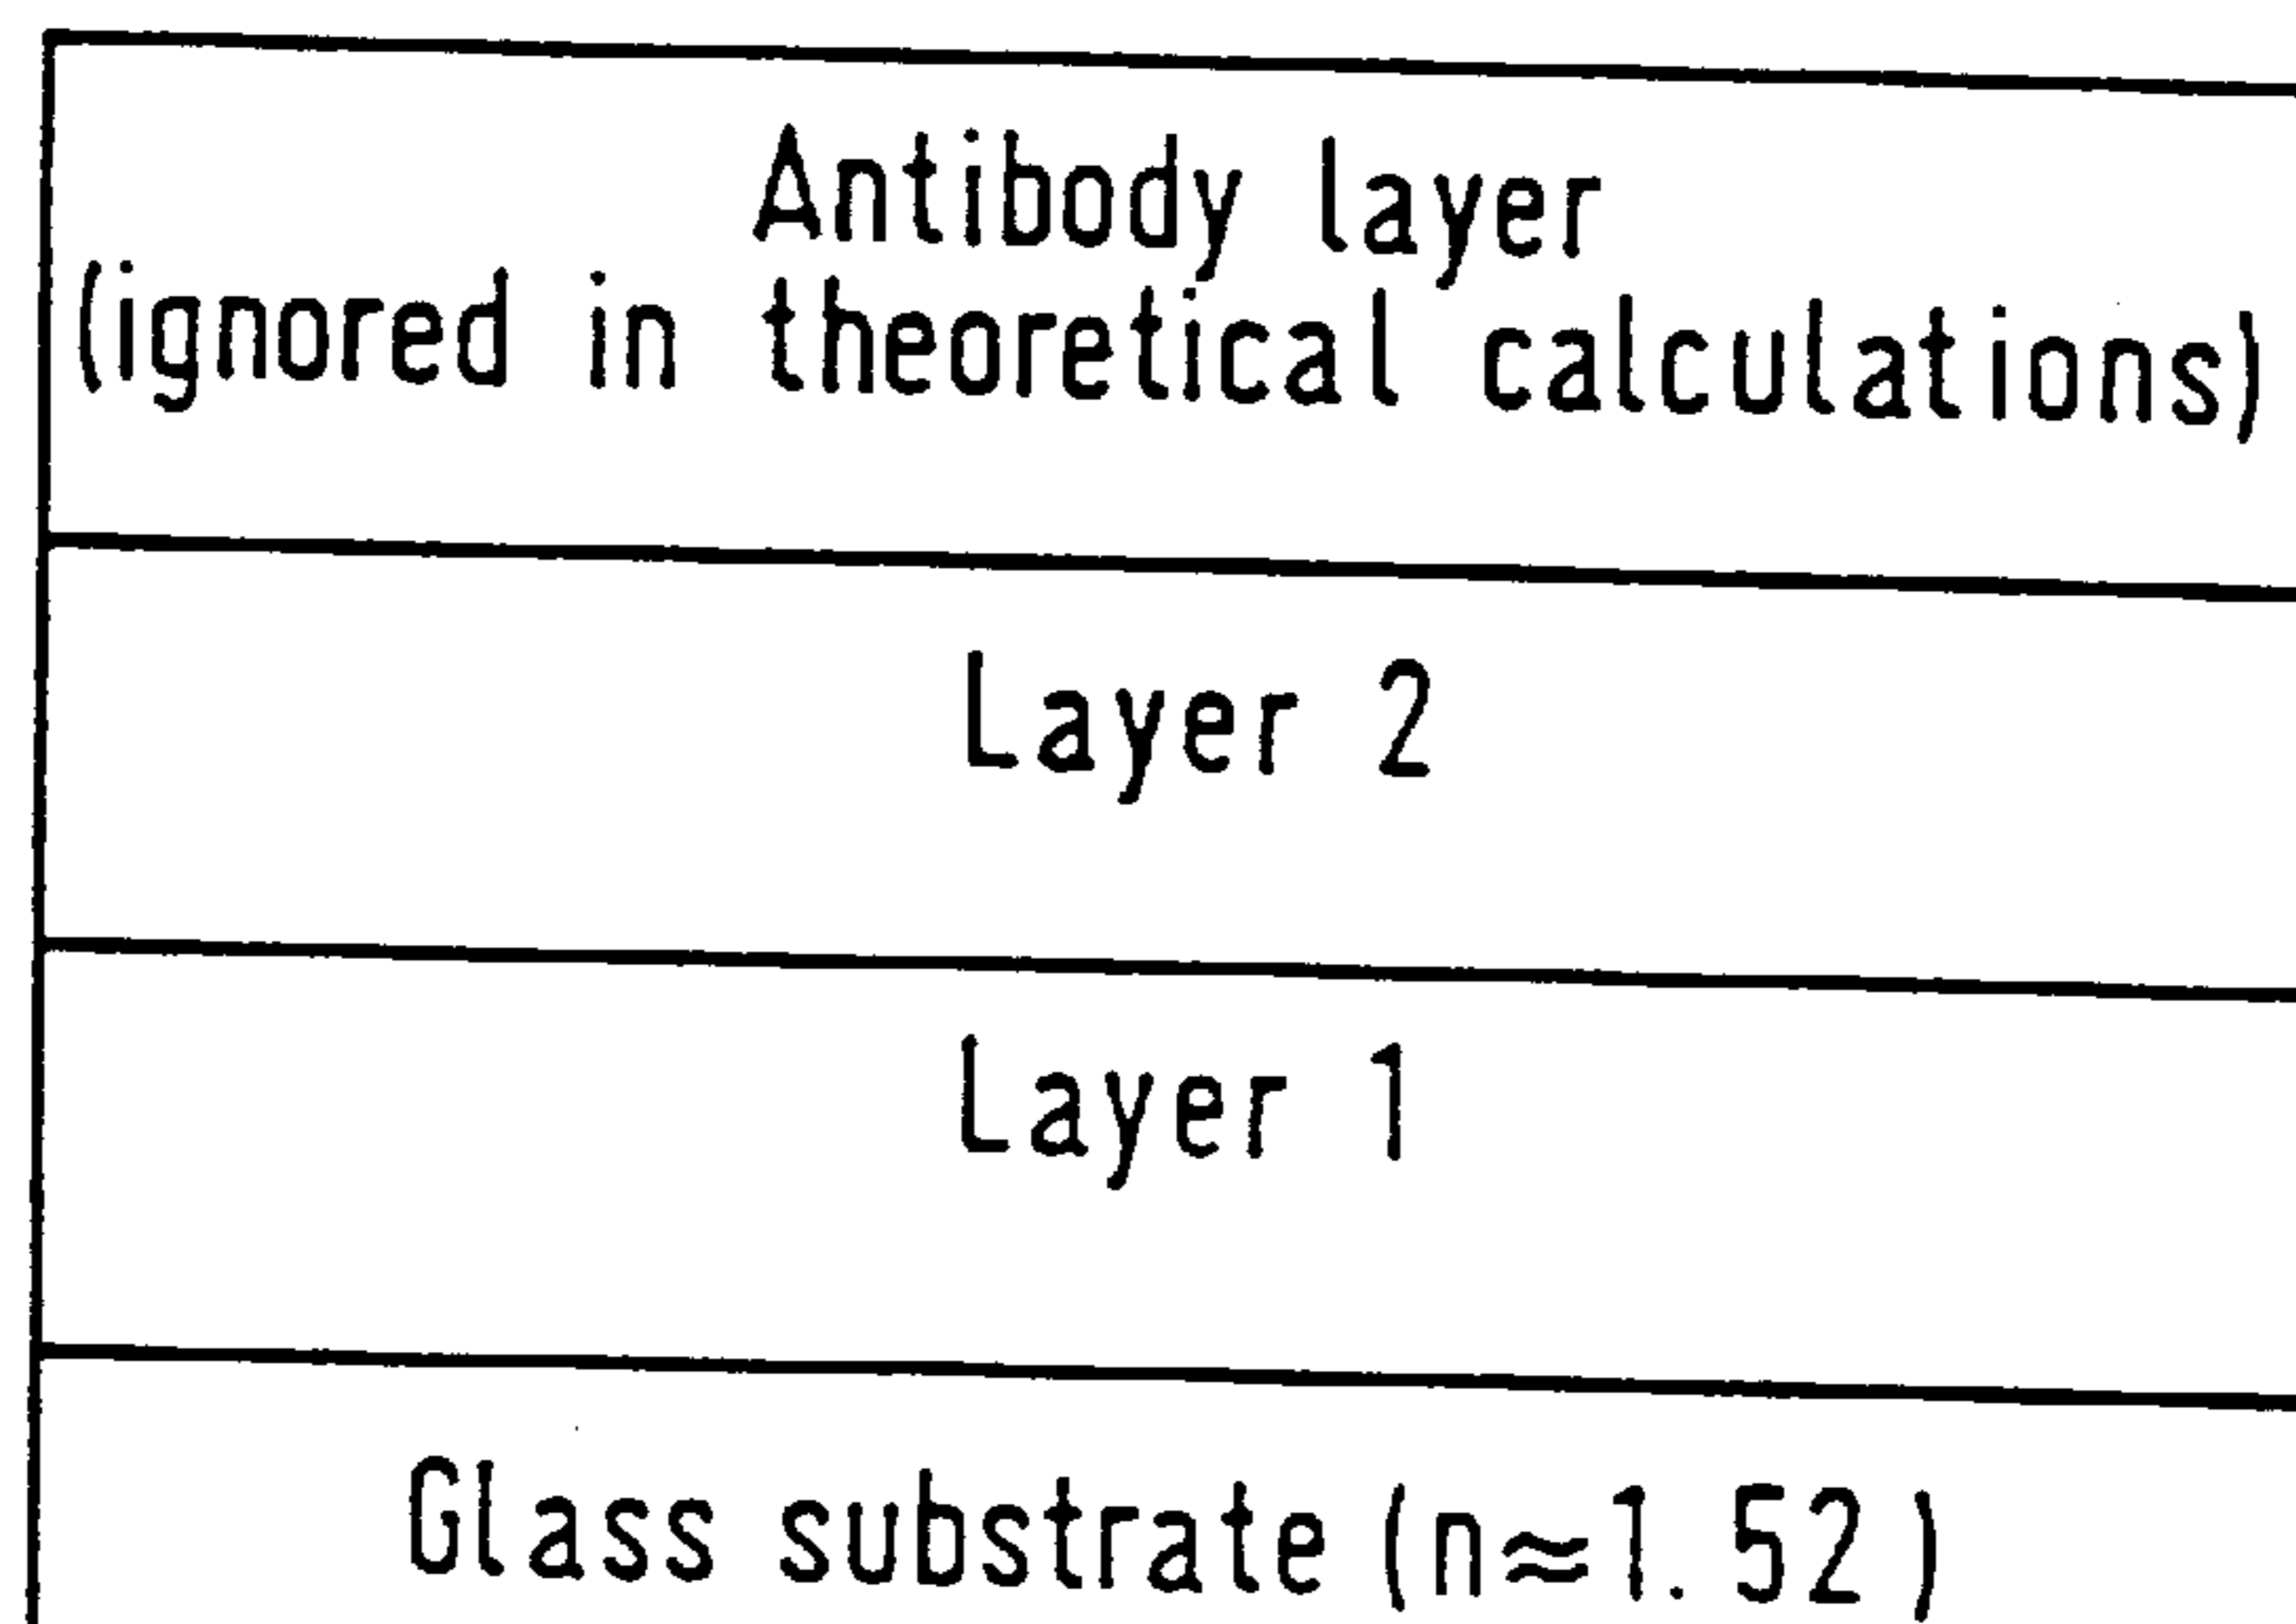 Antibody layer
(ignored in theoretical calculations)
Layer 2
Layer 1
Glass substrate (n≈1.52)